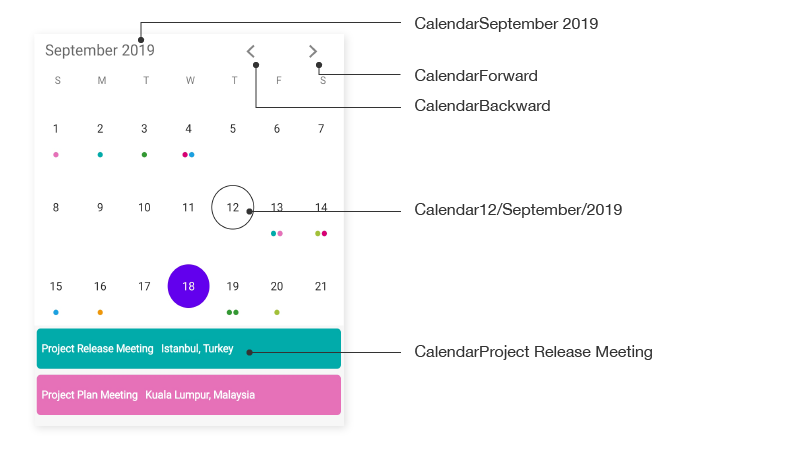 CalendarSeptember 2019
September 2019
CalendarForward
S M T W T F S
CalendarBackward
1 2 3 4 5 6 7
8 9 10 11 12 13 14
Calendar12/September/2019
15 16 17 18 19 20 21
Project Release Meeting Istanbul, Turkey
CalendarProject Release Meeting
Project Plan Meeting Kuala Lumpur, Malaysia